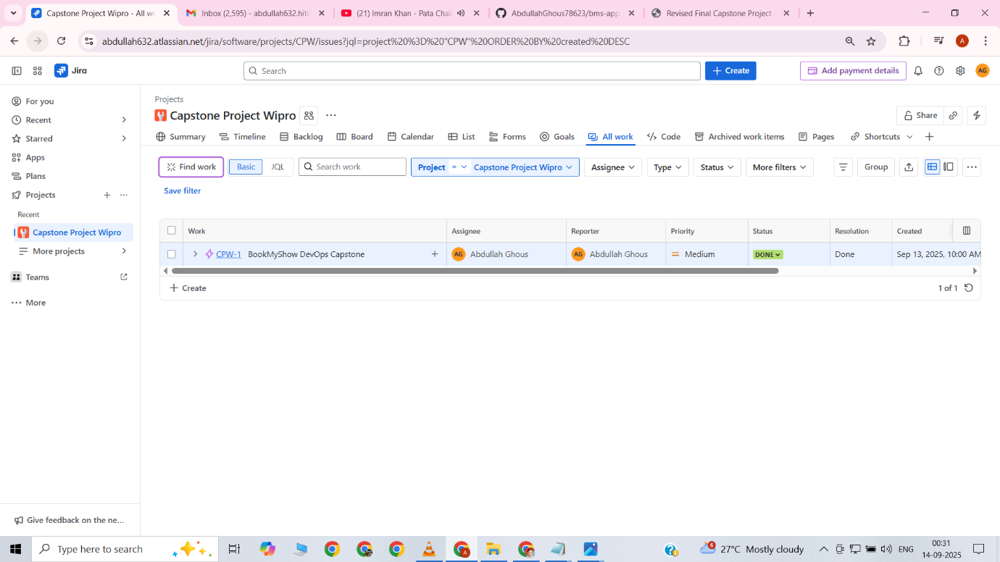 Capstone Project Wipro - All wo
Inbox (2,595) - abdullah632.hitih
(21) Imran Khan - Pata Chal
AbdullahGhous78623/bms-app
Revised Final Capstone Project
abdullah632.atlassian.net/jira/software/projects/CPW/issues?jql=project%20%3D%20"CPW"%20ORDER%20BY%20created%20DESC
A
Jira
Search
Create
Add payment details
AG
For you
Recent
Starred
Apps
Plans
Projects
Recent
Capstone Project Wipro
More projects
Teams
More
Give feedback on the ne...
Projects
Capstone Project Wipro
Share
Summary Timeline Backlog Board Calendar List Forms Goals All work Code Archived work items Pages Shortcuts
Find work Basic JQL Search work Project = Capstone Project Wipro Assignee Type Status More filters Group
Save filter
Work Assignee Reporter Priority Status Resolution Created
CPW-1 BookMyShow DevOps Capstone AG Abdullah Ghous AG Abdullah Ghous Medium DONE Done Sep 13, 2025, 10:00 AM
Create 1 of 1
Type here to search
A
6
27°C Mostly cloudy
ENG
00:31
14-09-2025